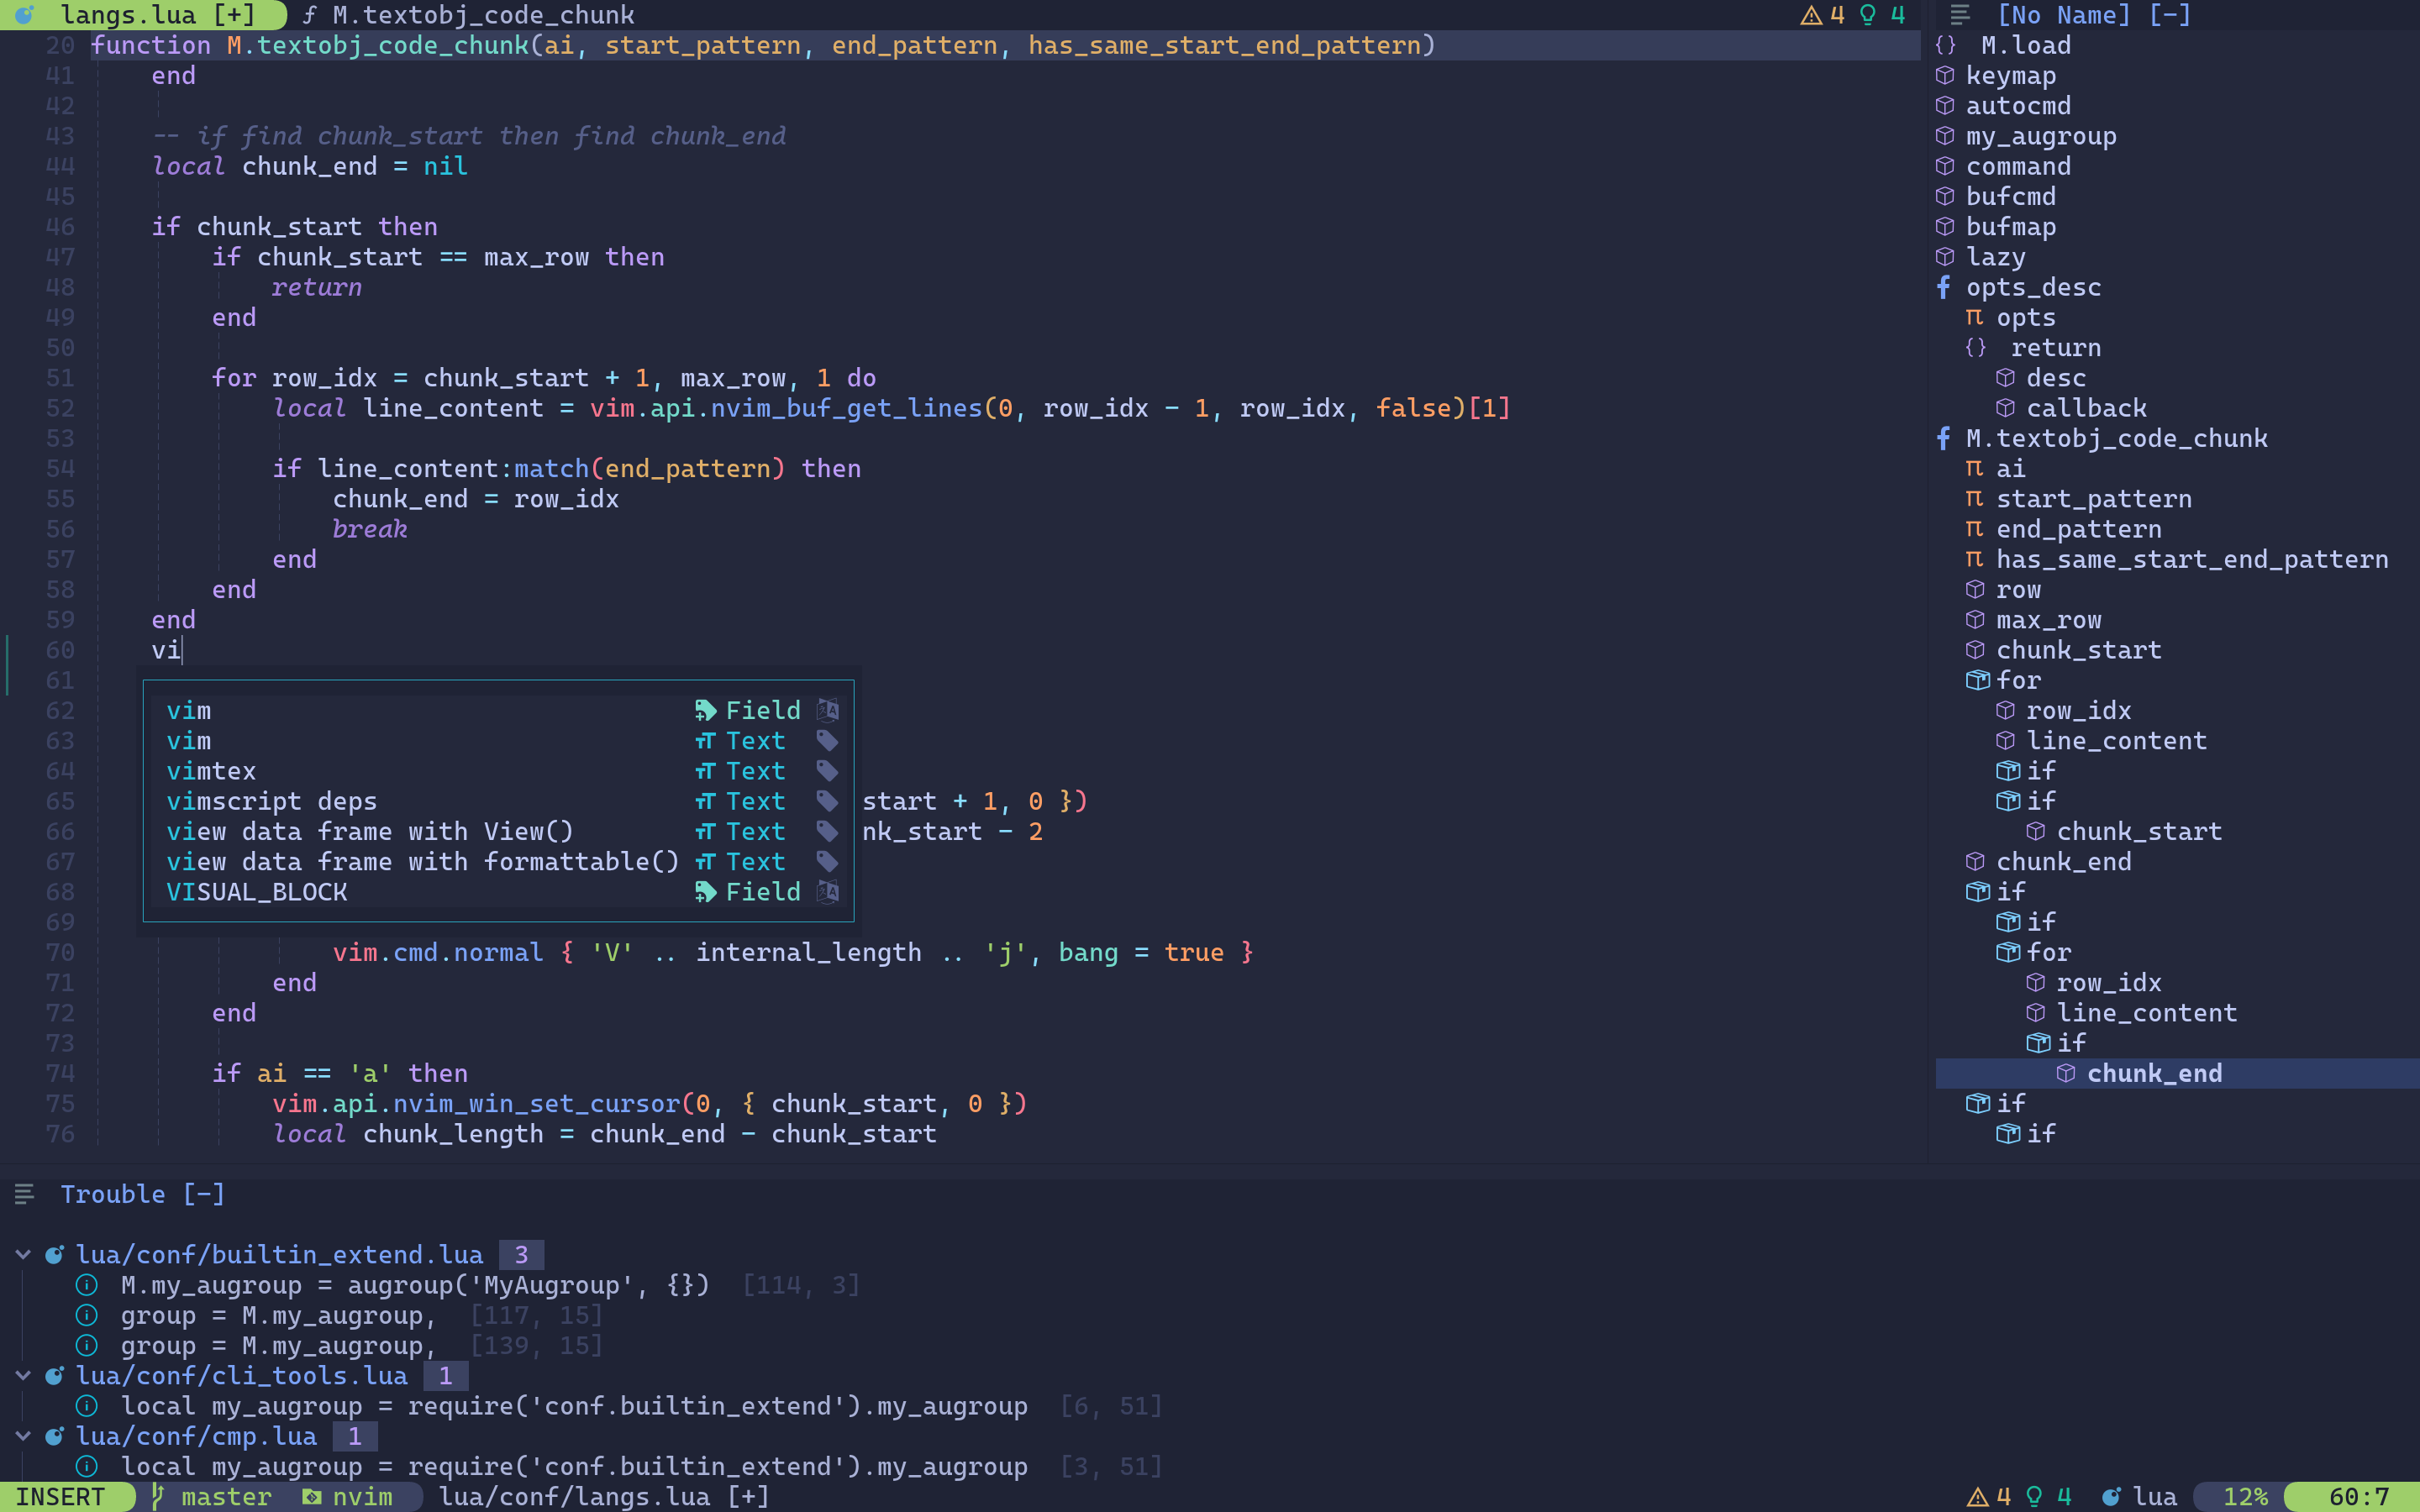 langs.lua [+] ƒ M.textobj_code_chunk 4 4
20 function M.textobj_code_chunk(ai, start_pattern, end_pattern, has_same_start_end_pattern)
41 end
42
43 -- if find chunk_start then find chunk_end
44 local chunk_end = nil
45
46 if chunk_start then
47 if chunk_start == max_row then
48 return
49 end
50
51 for row_idx = chunk_start + 1, max_row, 1 do
52 local line_content = vim.api.nvim_buf_get_lines(0, row_idx - 1, row_idx, false)[1]
53
54 if line_content:match(end_pattern) then
55 chunk_end = row_idx
56 break
57 end
58 end
59 end
60 vi
61
62 vim Field
63 vim Text
64 vimtex Text
65 vimscript deps Text start + 1, 0 })
66 view data frame with View() Text nk_start - 2
67 view data frame with formattable() Text
68 VISUAL_BLOCK Field
69
70 vim.cmd.normal { 'V' .. internal_length .. 'j', bang = true }
71 end
72 end
73
74 if ai == 'a' then
75 vim.api.nvim_win_set_cursor(0, { chunk_start, 0 })
76 local chunk_length = chunk_end - chunk_start
[No Name] [-]
{} M.load
keymap
autocmd
my_augroup
command
bufcmd
bufmap
lazy
f opts_desc
π opts
{} return
desc
callback
f M.textobj_code_chunk
π ai
π start_pattern
π end_pattern
π has_same_start_end_pattern
row
max_row
chunk_start
for
row_idx
line_content
if
if
chunk_start
chunk_end
if
if
for
row_idx
line_content
if
chunk_end
if
if
Trouble [-]
lua/conf/builtin_extend.lua 3
M.my_augroup = augroup('MyAugroup', {}) [114, 3]
group = M.my_augroup, [117, 15]
group = M.my_augroup, [139, 15]
lua/conf/cli_tools.lua 1
local my_augroup = require('conf.builtin_extend').my_augroup [6, 51]
lua/conf/cmp.lua 1
local my_augroup = require('conf.builtin_extend').my_augroup [3, 51]
INSERT master nvim lua/conf/langs.lua [+] 4 4 lua 12% 60:7